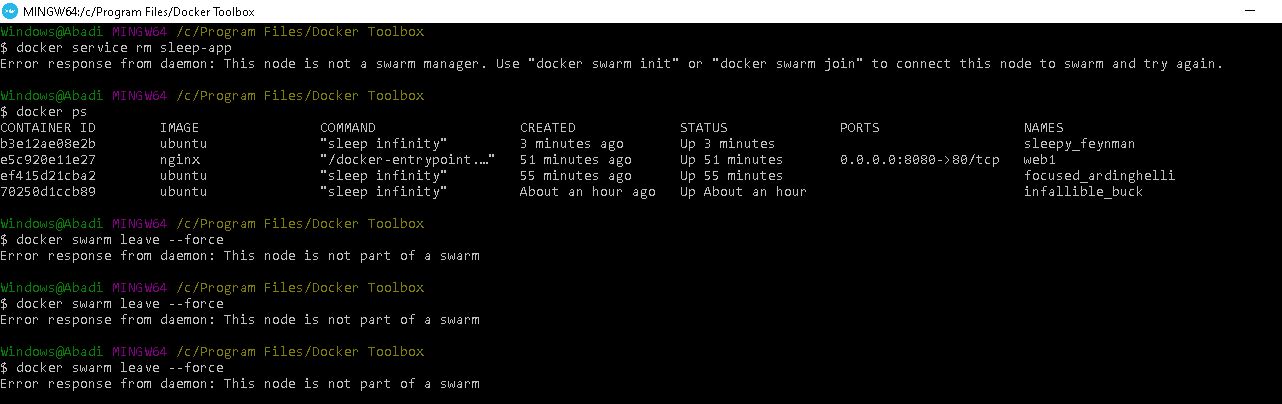 MINGW64:/c/Program Files/Docker Toolbox
Windows@Abadi MINGW64 /c/Program Files/Docker Toolbox
$ docker service rm sleep-app
Error response from daemon: This node is not a swarm manager. Use "docker swarm init" or "docker swarm join" to connect this node to swarm and try again.
Windows@Abadi MINGW64 /c/Program Files/Docker Toolbox
$ docker ps
CONTAINER ID        IMAGE               COMMAND                  CREATED             STATUS              PORTS                  NAMES
b3e12ae08e2b        ubuntu              "sleep infinity"         3 minutes ago       Up 3 minutes                               sleepy_feynman
e5c920e11e27        nginx               "/docker-entrypoint.…"   51 minutes ago      Up 51 minutes       0.0.0.0:8080->80/tcp   web1
ef415d21cba2        ubuntu              "sleep infinity"         55 minutes ago      Up 55 minutes                              focused_ardinghelli
70250d1ccb89        ubuntu              "sleep infinity"         About an hour ago   Up About an hour                           infallible_buck
Windows@Abadi MINGW64 /c/Program Files/Docker Toolbox
$ docker swarm leave --force
Error response from daemon: This node is not part of a swarm
Windows@Abadi MINGW64 /c/Program Files/Docker Toolbox
$ docker swarm leave --force
Error response from daemon: This node is not part of a swarm
Windows@Abadi MINGW64 /c/Program Files/Docker Toolbox
$ docker swarm leave --force
Error response from daemon: This node is not part of a swarm